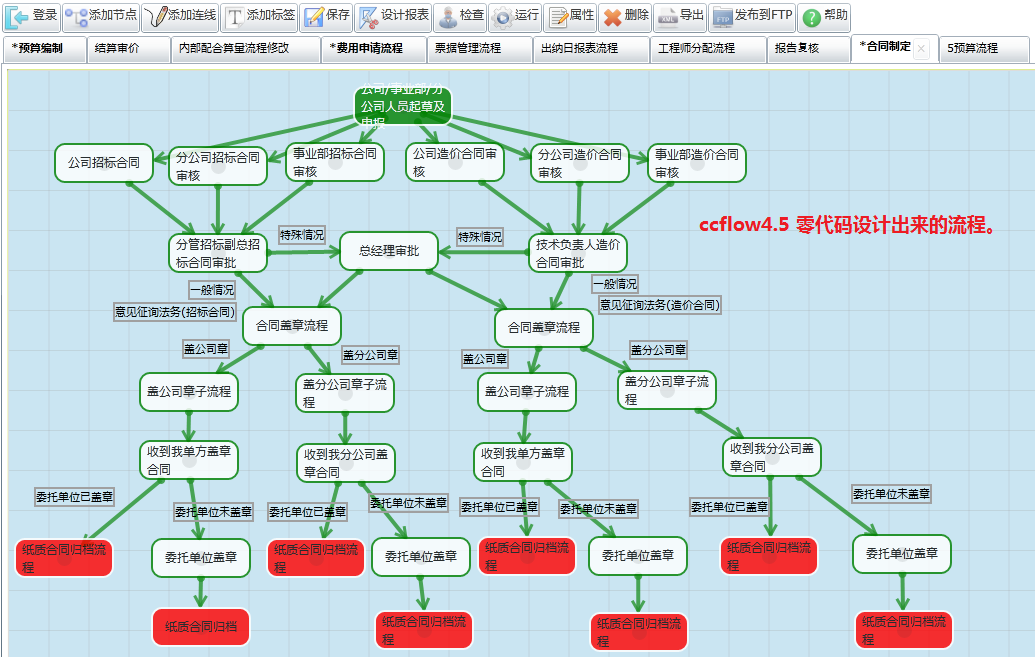 登录 添加节点 添加连线 添加标签 保存 设计报表 检查 运行 属性 删除 导出 发布到FTP 帮助
*预算编制 结算审价 内部配合算量流程修改 *费用申请流程 票据管理流程 出纳日报表流程 工程师分配流程 报告复核 *合同制定 5预算流程
公司/事业部/分
公司人员起草及
申报
公司招标合同
分公司招标合同
审核
事业部招标合同
审核
公司造价合同审
核
分公司造价合同
审核
事业部造价合同
审核
ccflow4.5 零代码设计出来的流程。
分管招标副总招
标合同审批
特殊情况
总经理审批
特殊情况
技术负责人造价
合同审批
一般情况
一般情况
意见征询法务(招标合同)
意见征询法务(造价合同)
合同盖章流程
合同盖章流程
盖公司章
盖分公司章
盖公司章
盖分公司章
盖公司章子流程
盖分公司章子流
程
盖公司章子流程
盖分公司章子流
程
收到我单方盖章
合同
收到我分公司盖
章合同
收到我单方盖章
合同
收到我分公司盖
章合同
委托单位已盖章
委托单位未盖章
委托单位已盖章
委托单位未盖章
委托单位已盖章
委托单位未盖章
委托单位已盖章
委托单位未盖章
纸质合同归档流
程
委托单位盖章
纸质合同归档流
程
委托单位盖章
纸质合同归档流
程
委托单位盖章
纸质合同归档流
程
委托单位盖章
纸质合同归档
纸质合同归档流
程
纸质合同归档流
程
纸质合同归档流
程